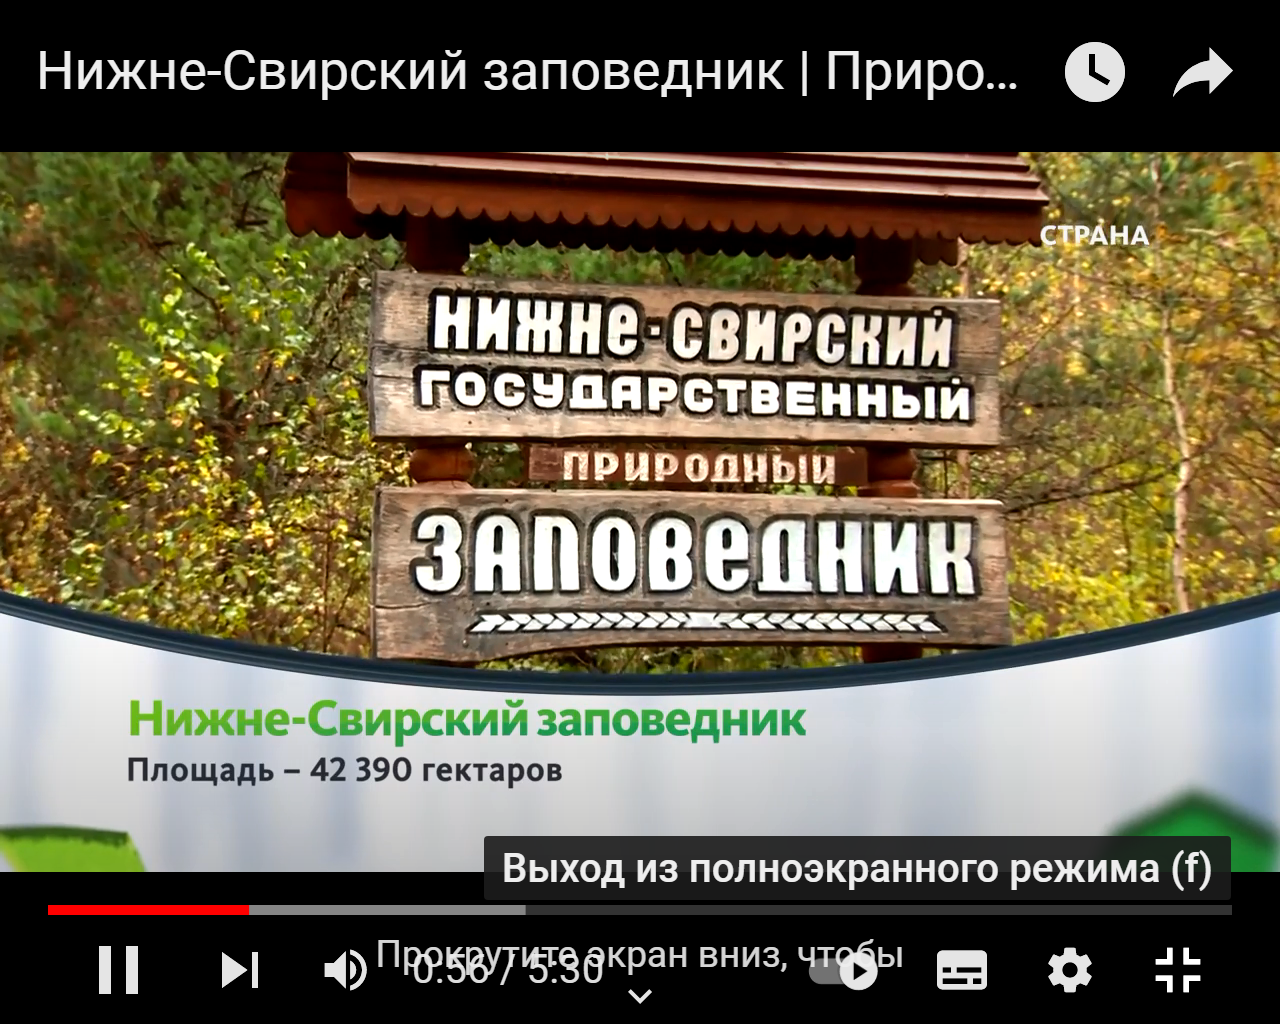 Нижне-Свирский заповедник | Приро...
СТРАНА
НИЖНЕ-СВИРСКИЙ
ГОСУДАРСТВЕННЫЙ
ПРИРОДНЫЙ
ЗАПОВЕДНИК
Нижне-Свирский заповедник
Площадь – 42 390 гектаров
Выход из полноэкранного режима (f)
Прокрутите экран вниз, чтобы
0:56 / 5:30